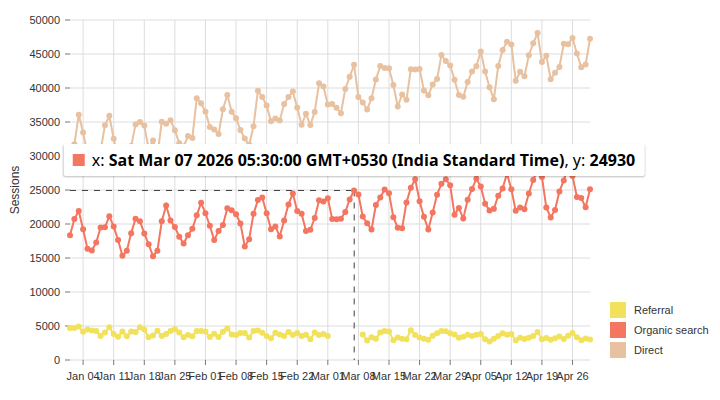 50000
45000
40000
35000
30000
x: Sat Mar 07 2026 05:30:00 GMT+0530 (India Standard Time), y: 24930
25000
20000
15000
10000
5000
0
Sessions
Jan 04 Jan 11 Jan 18 Jan 25 Feb 01 Feb 08 Feb 15 Feb 22 Mar 01 Mar 08 Mar 15 Mar 22 Mar 29 Apr 05 Apr 12 Apr 19 Apr 26
Referral
Organic search
Direct